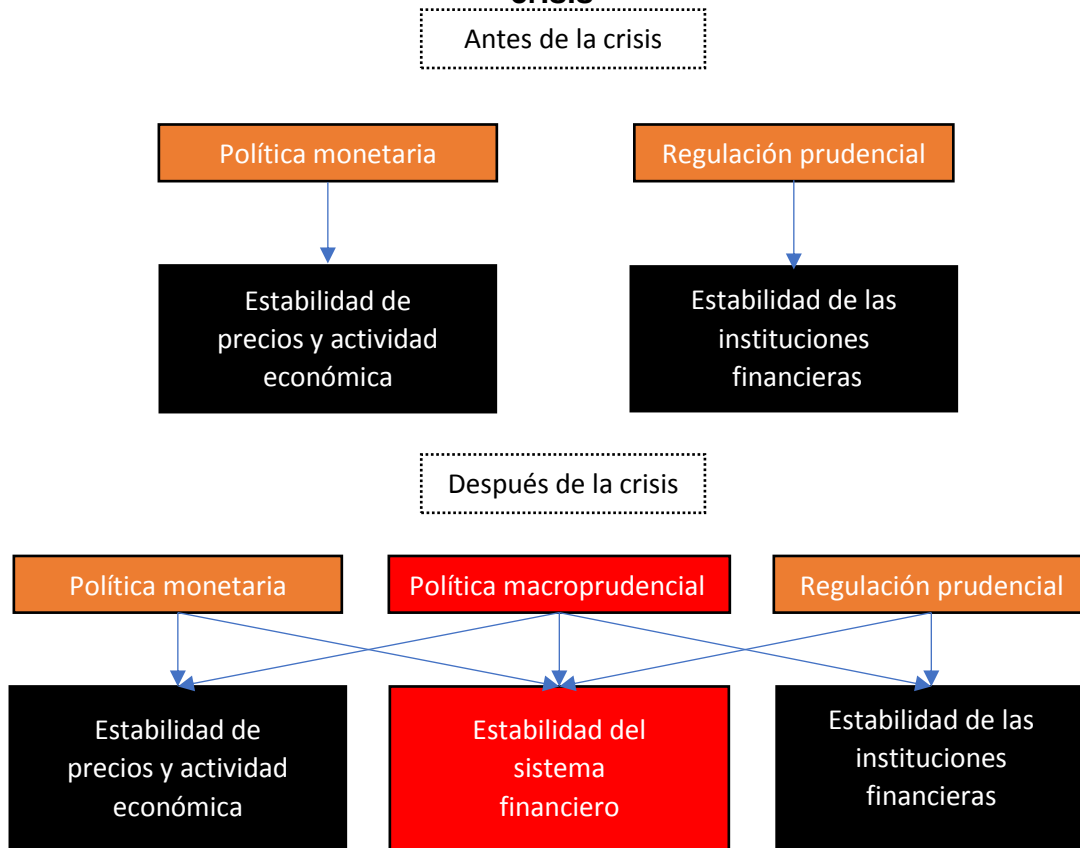 Antes de la crisis
Política monetaria
Regulación prudencial
Estabilidad de
precios y actividad
económica
Estabilidad de las
instituciones
financieras
Después de la crisis
Política monetaria
Política macroprudencial
Regulación prudencial
Estabilidad de
precios y actividad
económica
Estabilidad del
sistema
financiero
Estabilidad de las
instituciones
financieras